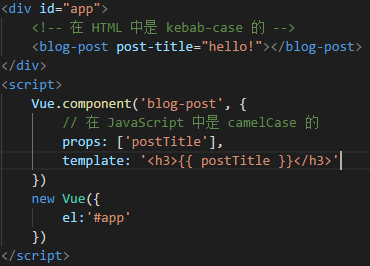 <div id="app">
    <!-- 在 HTML 中是 kebab-case 的 -->
    <blog-post post-title="hello!"></blog-post>
</div>
<script>
    Vue.component('blog-post', {
        // 在 JavaScript 中是 camelCase 的
        props: ['postTitle'],
        template: '<h3>{{ postTitle }}</h3>'
    })
    new Vue({
        el:'#app'
    })
</script>